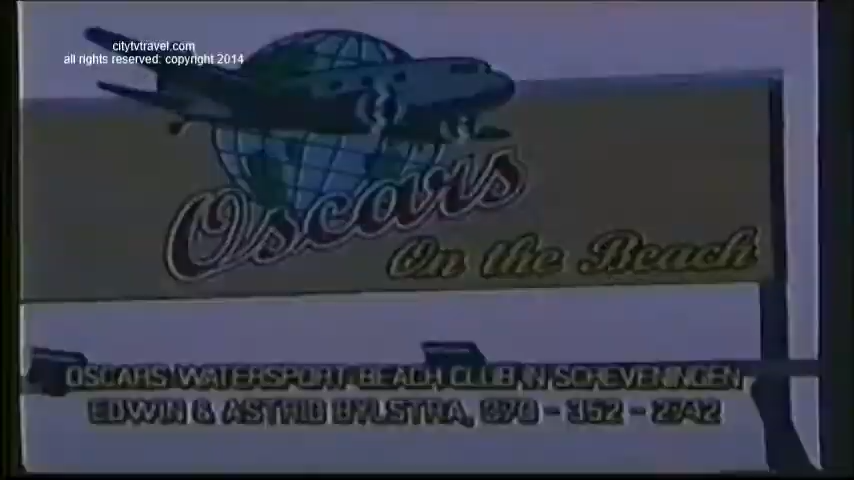 citytvtravel.com
all rights reserved: copyright 2014
Oscars
On the Beach
OSCARS WATERSPORT BEACH CLUB IN SCHEVENINGEN
EDWIN & ASTRID BYLSTRA, 070 - 352 - 2742